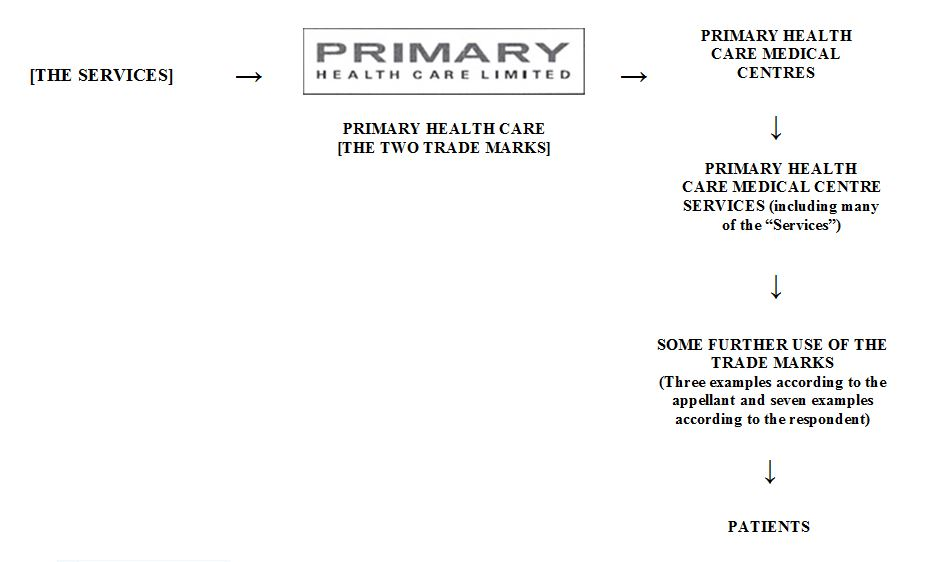 [THE SERVICES]
→
PRIMARY
HEALTH CARE LIMITED
PRIMARY HEALTH CARE
[THE TWO TRADE MARKS]
→
PRIMARY HEALTH
CARE MEDICAL
CENTRES
↓
PRIMARY HEALTH
CARE MEDICAL CENTRE
SERVICES (including many
of the “Services”)
↓
SOME FURTHER USE OF THE
TRADE MARKS
(Three examples according to the
appellant and seven examples
according to the respondent)
↓
PATIENTS